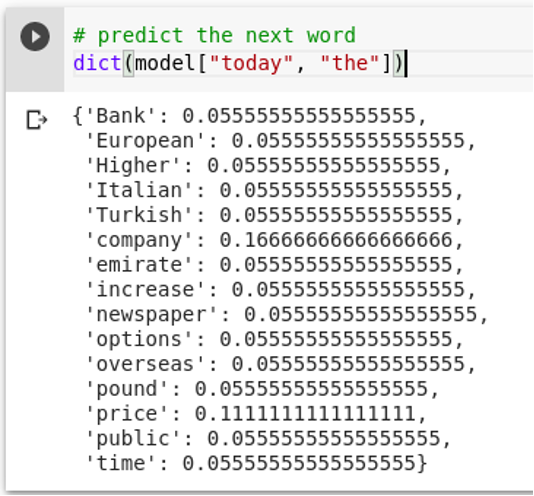 # predict the next word
dict(model["today", "the"])
{'Bank': 0.05555555555555555,
'European': 0.05555555555555555,
'Higher': 0.05555555555555555,
'Italian': 0.05555555555555555,
'Turkish': 0.05555555555555555,
'company': 0.16666666666666666,
'emirate': 0.05555555555555555,
'increase': 0.05555555555555555,
'newspaper': 0.05555555555555555,
'options': 0.05555555555555555,
'overseas': 0.05555555555555555,
'pound': 0.05555555555555555,
'price': 0.1111111111111111,
'public': 0.05555555555555555,
'time': 0.05555555555555555}